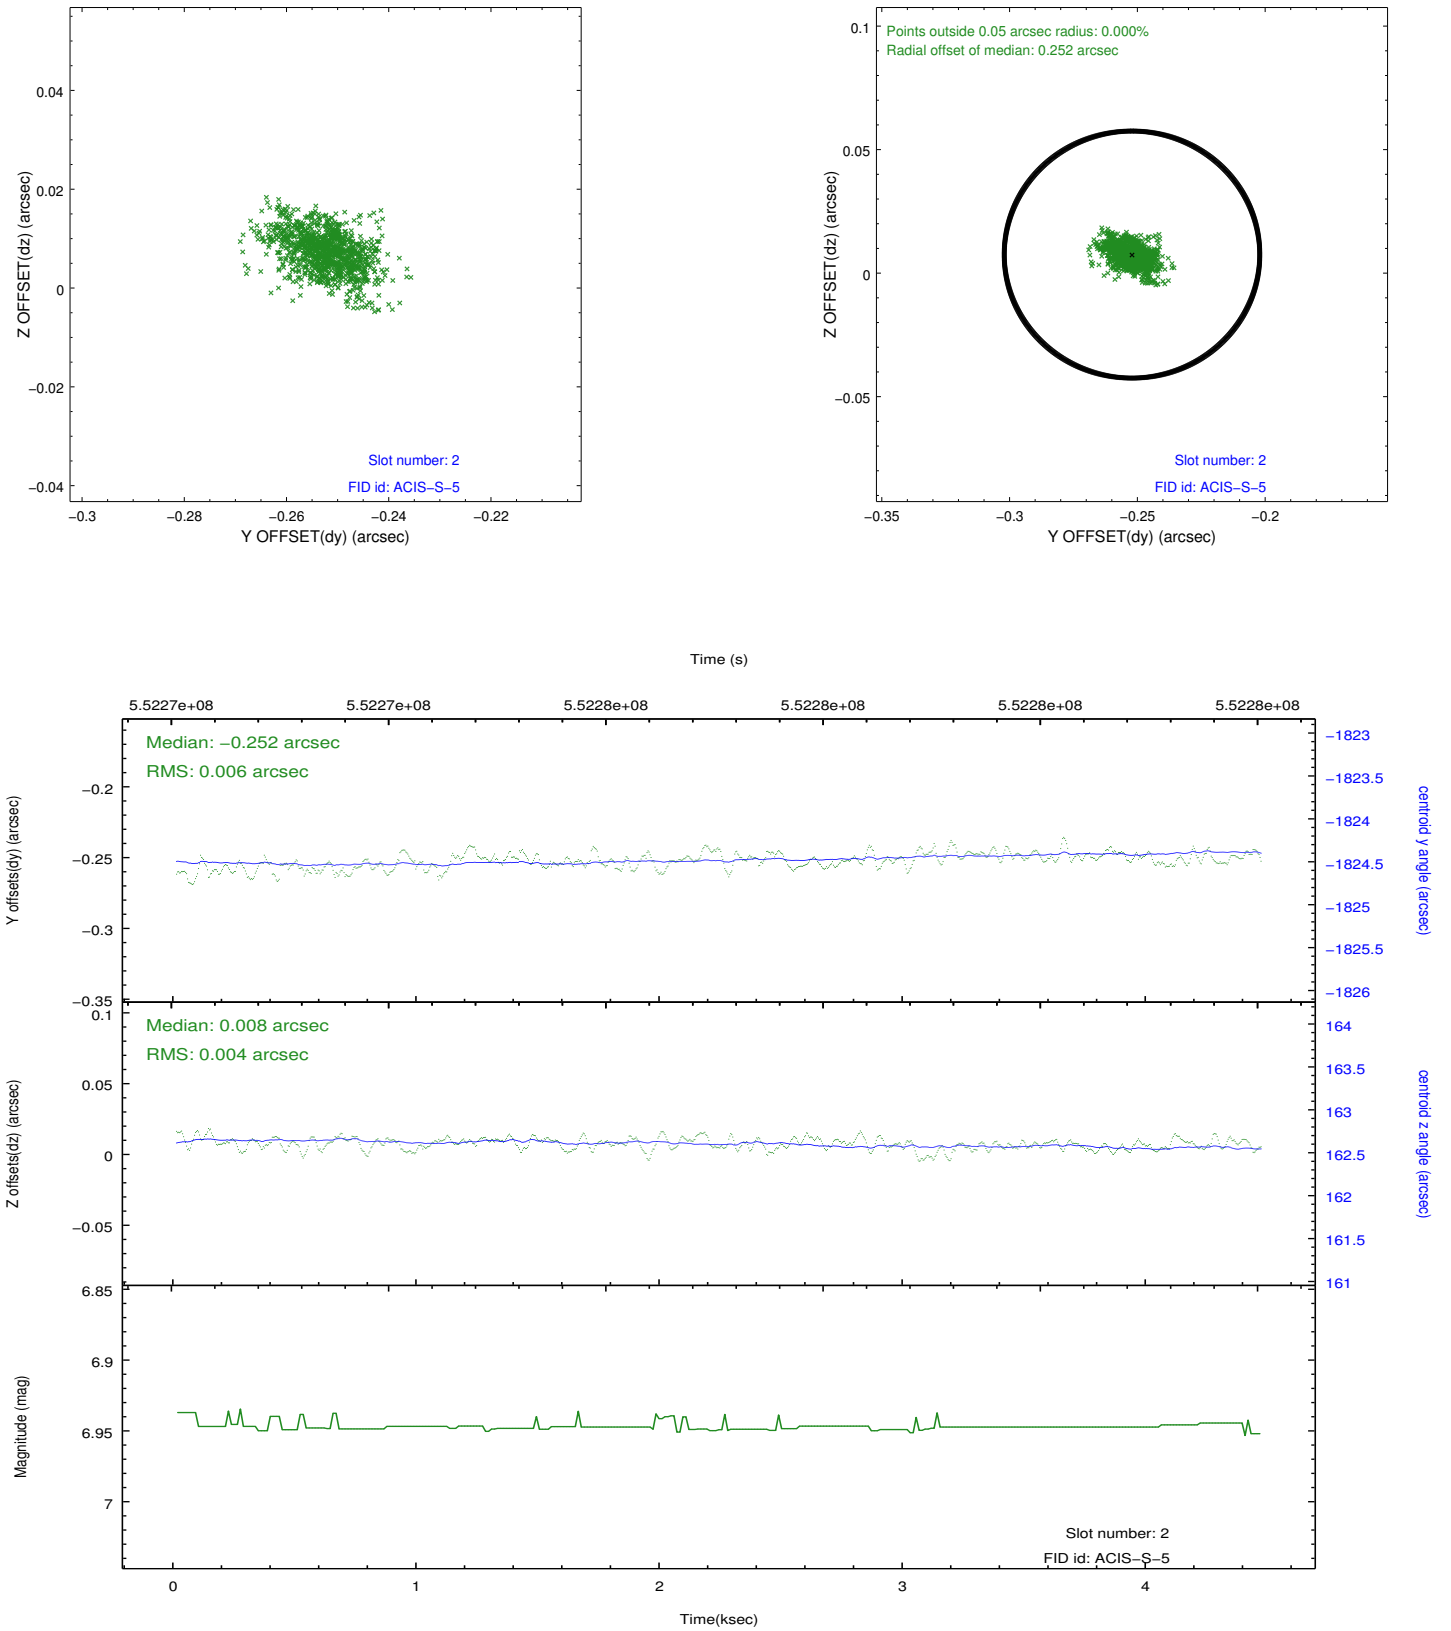 0.04
0.02
0
−0.02
−0.04
Z OFFSET(dz) (arcsec)
Slot number: 2
FID id: ACIS−S−5
−0.3
−0.28
−0.26
−0.24
−0.22
Y OFFSET(dy) (arcsec)
Points outside 0.05 arcsec radius: 0.000%
Radial offset of median: 0.252 arcsec
0.1
0.05
0
−0.05
Z OFFSET(dz) (arcsec)
Slot number: 2
FID id: ACIS−S−5
−0.35
−0.3
−0.25
−0.2
Y OFFSET(dy) (arcsec)
Time (s)
5.5227e+08
5.5227e+08
5.5228e+08
5.5228e+08
5.5228e+08
5.5228e+08
Median: −0.252 arcsec
RMS: 0.006 arcsec
−0.2
−0.25
−0.3
−0.35
Y offsets(dy) (arcsec)
−1823
−1823.5
−1824
−1824.5
−1825
−1825.5
−1826
centroid y angle (arcsec)
Median: 0.008 arcsec
RMS: 0.004 arcsec
0.1
0.05
0
−0.05
Z offsets(dz) (arcsec)
164
163.5
163
162.5
162
161.5
161
centroid z angle (arcsec)
6.85
6.9
6.95
7
Magnitude (mag)
Slot number: 2
FID id: ACIS−S−5
0
1
2
3
4
Time(ksec)